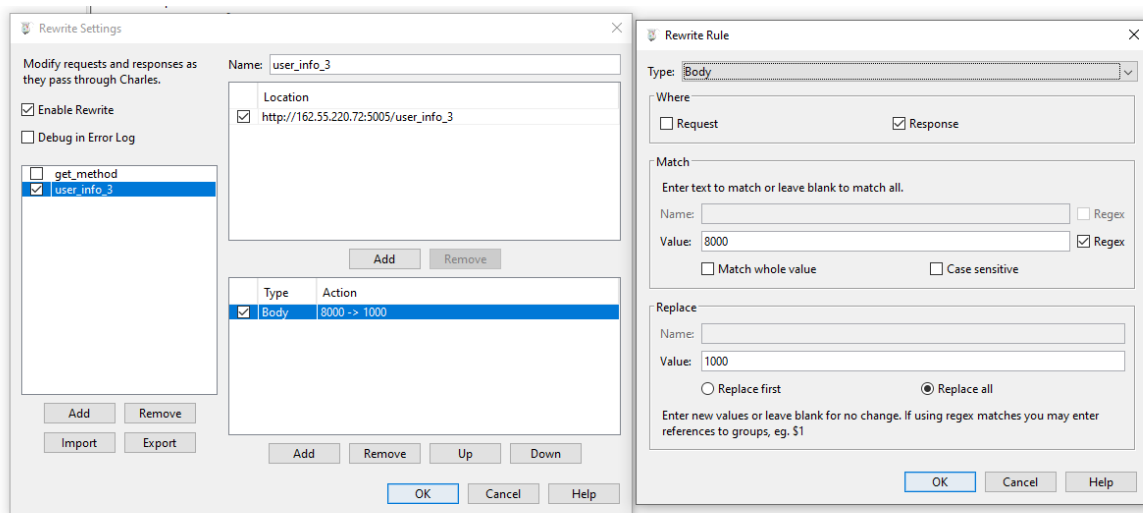 Rewrite Settings
Modify requests and responses as
they pass through Charles.
Enable Rewrite
Debug in Error Log
get_method
user_info_3
Add
Remove
Import
Export
Name: user_info_3
Location
http://162.55.220.72:5005/user_info_3
Add
Remove
Type Action
Body 8000 -> 1000
Add
Remove
Up
Down
OK
Cancel
Help
Rewrite Rule
Type: Body
Where
Request
Response
Match
Enter text to match or leave blank to match all.
Name:
Regex
Value: 8000
Regex
Match whole value
Case sensitive
Replace
Name:
Value: 1000
Replace first
Replace all
Enter new values or leave blank for no change. If using regex matches you may enter
references to groups, eg. $1
OK
Cancel
Help